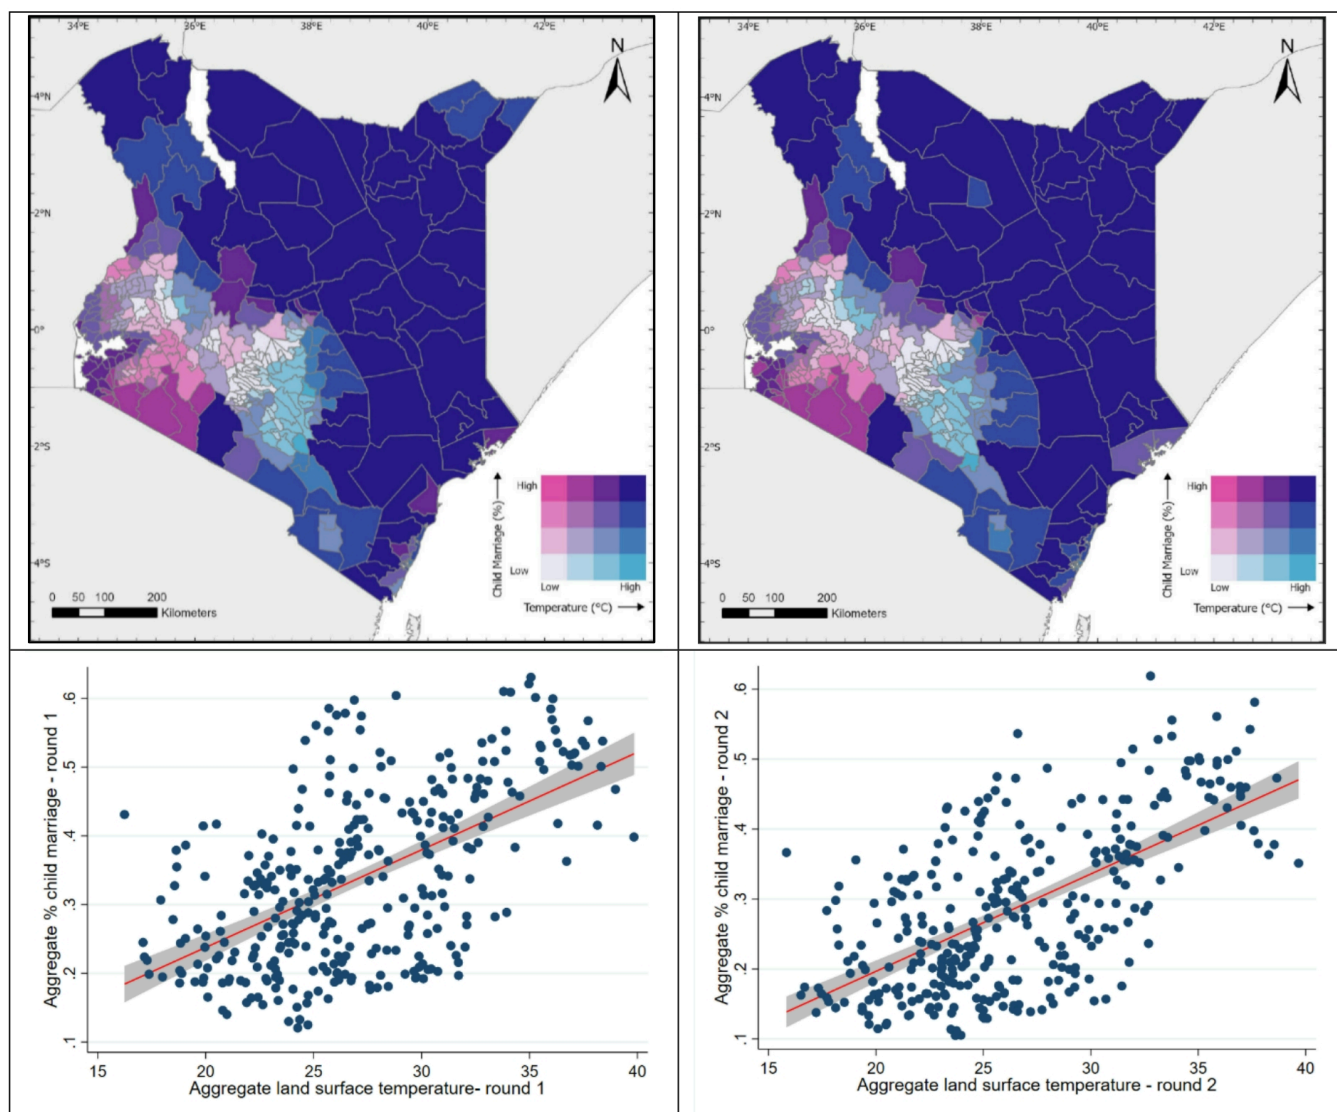 34°E 36°E 38°E 40°E 42°E
N
4°N
2°N
0°
2°S
4°S
High
Low
Child Marriage (%)
Low High
Temperature (°C)
0 50 100 200
Kilometers
34°E 36°E 38°E 40°E 42°E
N
4°N
2°N
0°
2°S
4°S
High
Low
Child Marriage (%)
Low High
Temperature (°C)
0 50 100 200
Kilometers
Aggregate % child marriage - round 1
.6
.5
.4
.3
.2
.1
15 20 25 30 35 40
Aggregate land surface temperature- round 1
Aggregate % child marriage - round 2
.6
.5
.4
.3
.2
.1
15 20 25 30 35 40
Aggregate land surface temperature - round 2